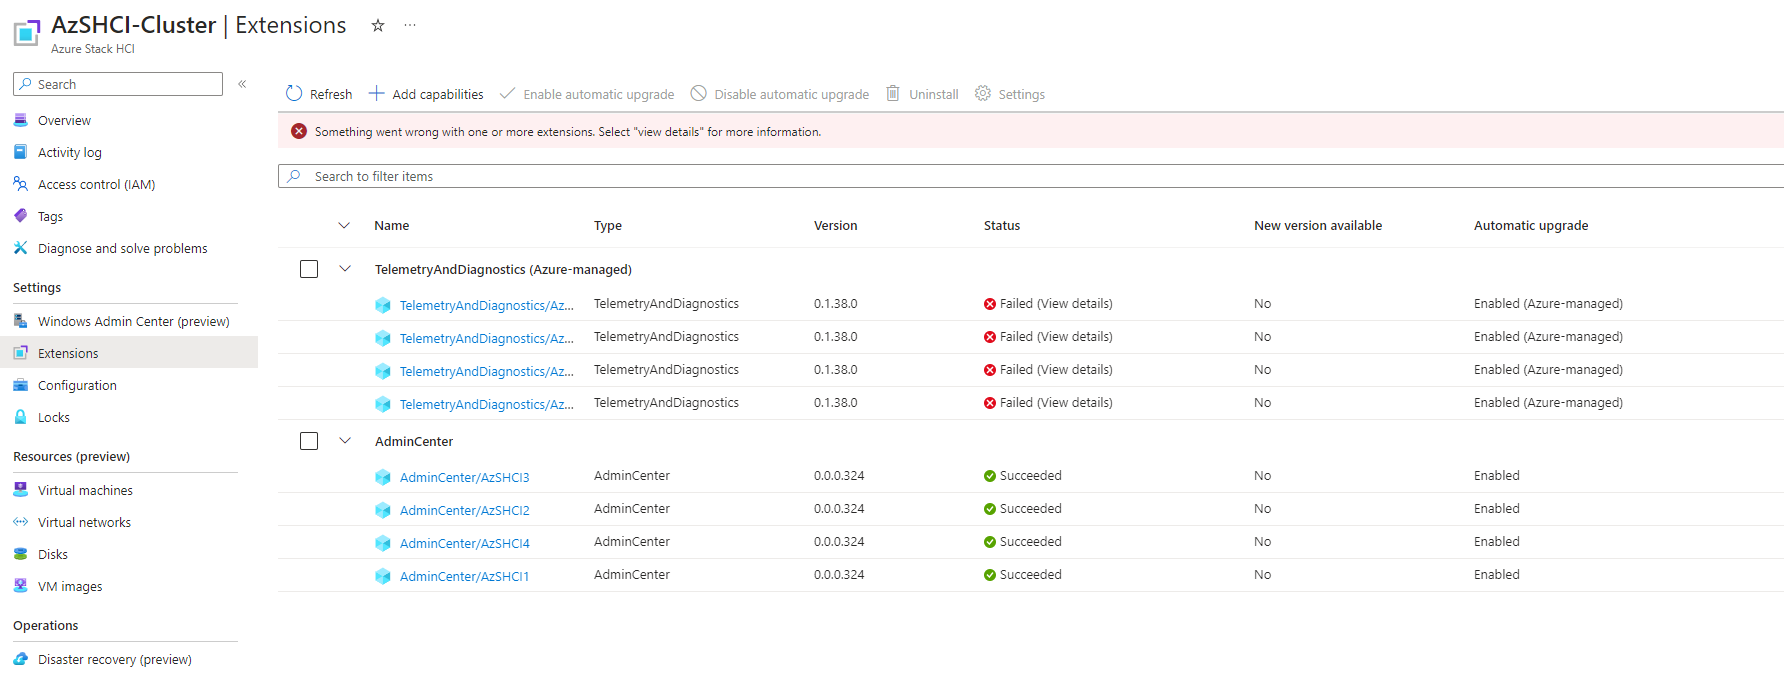 AzSHCI-Cluster | Extensions
Azure Stack HCI
Search
Overview
Activity log
Access control (IAM)
Tags
Diagnose and solve problems
Settings
Windows Admin Center (preview)
Extensions
Configuration
Locks
Resources (preview)
Virtual machines
Virtual networks
Disks
VM images
Operations
Disaster recovery (preview)
Refresh Add capabilities Enable automatic upgrade Disable automatic upgrade Uninstall Settings
Something went wrong with one or more extensions. Select "view details" for more information.
Search to filter items
Name Type Version Status New version available Automatic upgrade
TelemetryAndDiagnostics (Azure-managed)
TelemetryAndDiagnostics/Az... TelemetryAndDiagnostics 0.1.38.0 Failed (View details) No Enabled (Azure-managed)
TelemetryAndDiagnostics/Az... TelemetryAndDiagnostics 0.1.38.0 Failed (View details) No Enabled (Azure-managed)
TelemetryAndDiagnostics/Az... TelemetryAndDiagnostics 0.1.38.0 Failed (View details) No Enabled (Azure-managed)
TelemetryAndDiagnostics/Az... TelemetryAndDiagnostics 0.1.38.0 Failed (View details) No Enabled (Azure-managed)
AdminCenter
AdminCenter/AzSHCI3 AdminCenter 0.0.0.324 Succeeded No Enabled
AdminCenter/AzSHCI2 AdminCenter 0.0.0.324 Succeeded No Enabled
AdminCenter/AzSHCI4 AdminCenter 0.0.0.324 Succeeded No Enabled
AdminCenter/AzSHCI1 AdminCenter 0.0.0.324 Succeeded No Enabled